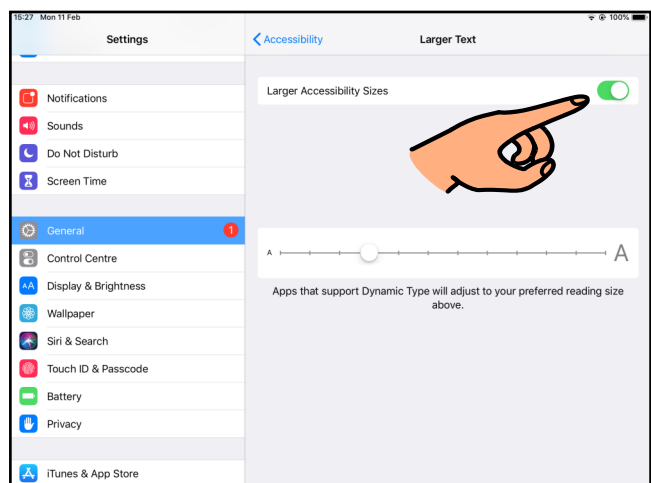 15:27 Mon 11 Feb
100%
Settings
Accessibility
Larger Text
Notifications
Sounds
Do Not Disturb
Screen Time
General 1
Control Centre
AA Display & Brightness
Wallpaper
Siri & Search
Touch ID & Passcode
Battery
Privacy
iTunes & App Store
Larger Accessibility Sizes
A A
Apps that support Dynamic Type will adjust to your preferred reading size
above.